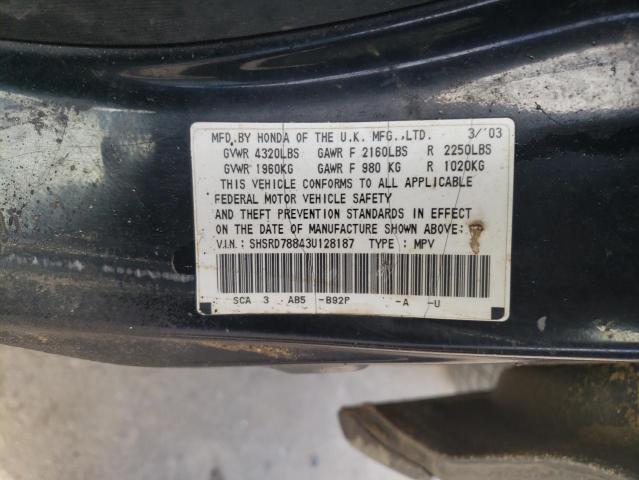 MFD.BY HONDA OF THE U.K. MFG.,LTD. 3/'03
GVWR 4320LBS GAWR F 2160LBS R 2250LBS
GVWR 1960KG GAWR F 980 KG R 1020KG
THIS VEHICLE CONFORMS TO ALL APPLICABLE
FEDERAL MOTOR VEHICLE SAFETY
AND THEFT PREVENTION STANDARDS IN EFFECT
ON THE DATE OF MANUFACTURE SHOWN ABOVE:
V.I.N.: SHSRD78843U128187 TYPE : MPV
SCA 3 AB5 -B92P -A -U